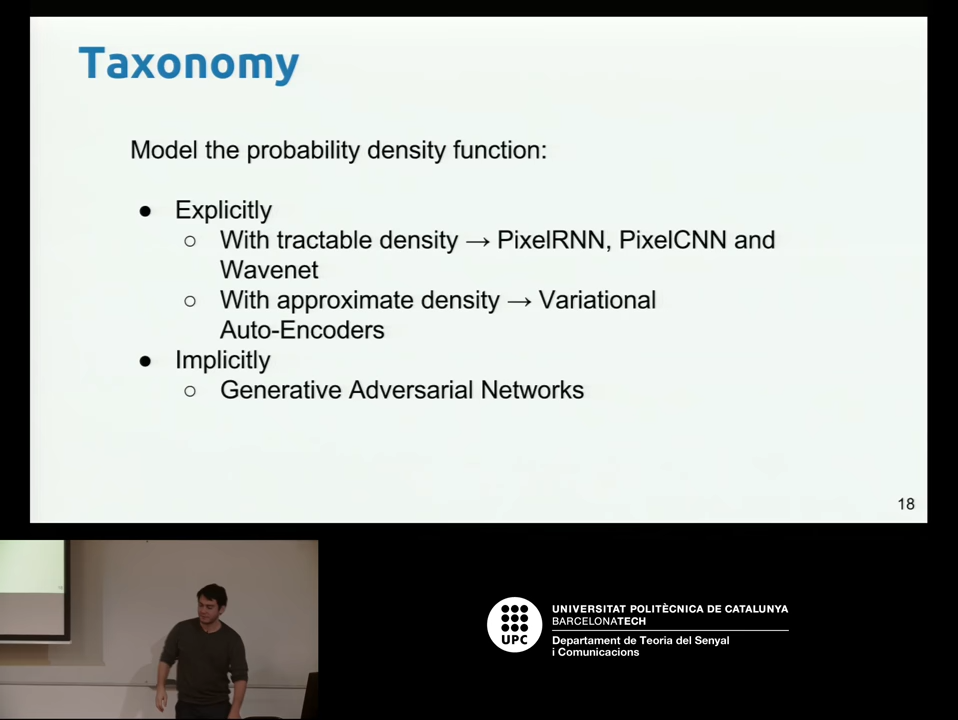 Taxonomy
Model the probability density function:
● Explicitly
○ With tractable density → PixelRNN, PixelCNN and
Wavenet
○ With approximate density → Variational
Auto-Encoders
● Implicitly
○ Generative Adversarial Networks
18
UPC
UNIVERSITAT POLITÈCNICA DE CATALUNYA
BARCELONATECH
Departament de Teoria del Senyal
i Comunicacions